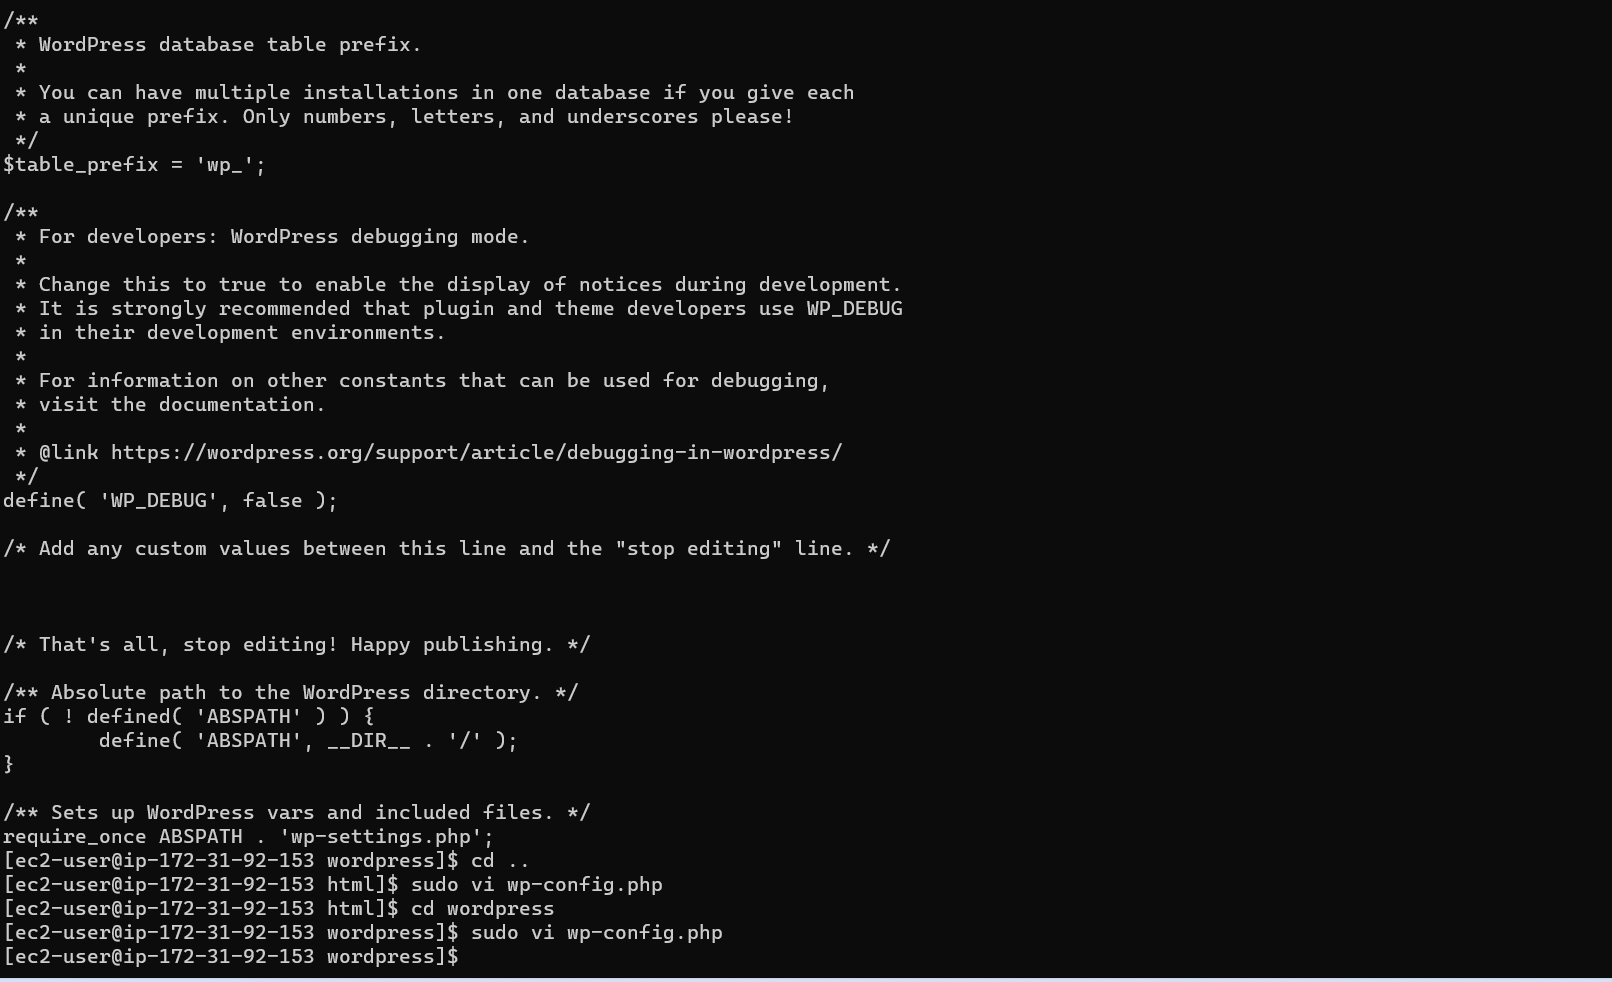 /**
 * WordPress database table prefix.
 *
 * You can have multiple installations in one database if you give each
 * a unique prefix. Only numbers, letters, and underscores please!
 */
$table_prefix = 'wp_';

/**
 * For developers: WordPress debugging mode.
 *
 * Change this to true to enable the display of notices during development.
 * It is strongly recommended that plugin and theme developers use WP_DEBUG
 * in their development environments.
 *
 * For information on other constants that can be used for debugging,
 * visit the documentation.
 *
 * @link https://wordpress.org/support/article/debugging-in-wordpress/
 */
define( 'WP_DEBUG', false );

/* Add any custom values between this line and the "stop editing" line. */



/* That's all, stop editing! Happy publishing. */

/** Absolute path to the WordPress directory. */
if ( ! defined( 'ABSPATH' ) ) {
        define( 'ABSPATH', __DIR__ . '/' );
}

/** Sets up WordPress vars and included files. */
require_once ABSPATH . 'wp-settings.php';
[ec2-user@ip-172-31-92-153 wordpress]$ cd ..
[ec2-user@ip-172-31-92-153 html]$ sudo vi wp-config.php
[ec2-user@ip-172-31-92-153 html]$ cd wordpress
[ec2-user@ip-172-31-92-153 wordpress]$ sudo vi wp-config.php
[ec2-user@ip-172-31-92-153 wordpress]$